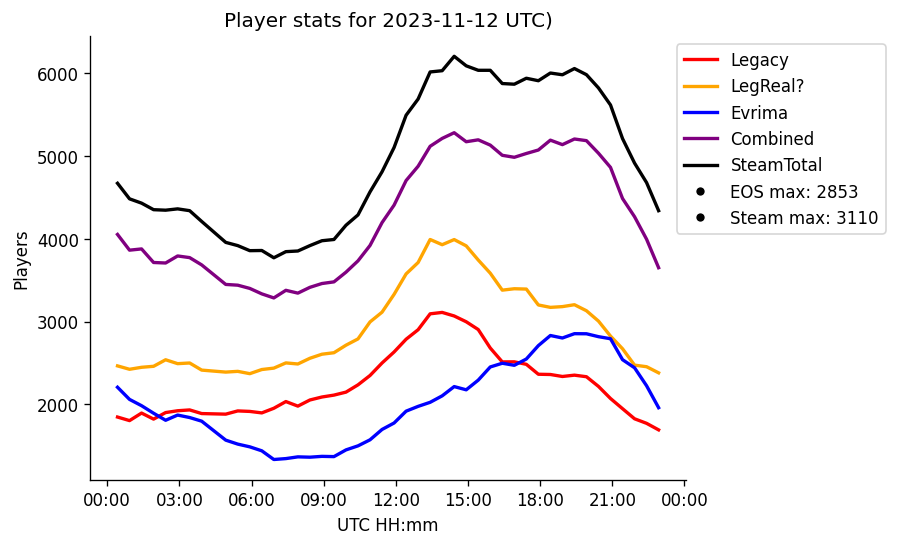 Player stats for 2023-11-12 UTC)
Legacy
LegReal?
Evrima
Combined
SteamTotal
EOS max: 2853
Steam max: 3110
Players
6000
5000
4000
3000
2000
00:00 03:00 06:00 09:00 12:00 15:00 18:00 21:00 00:00
UTC HH:mm